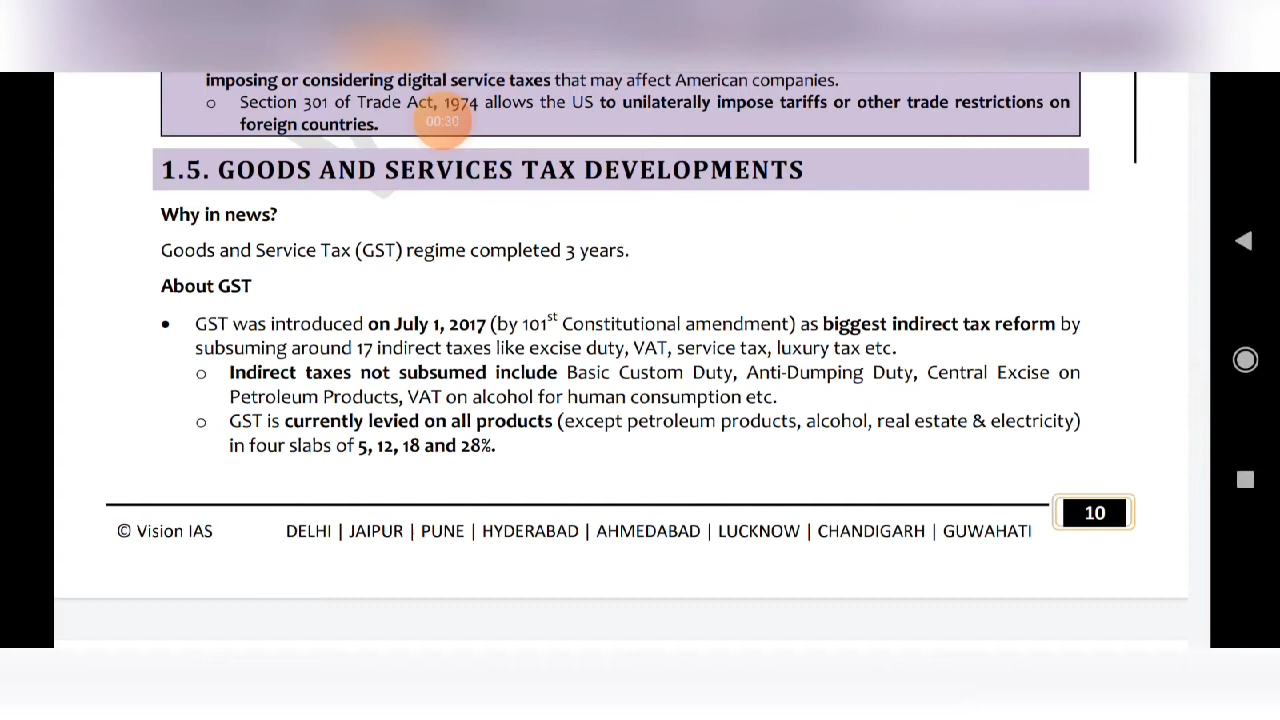 imposing or considering digital service taxes that may affect American companies.
o Section 301 of Trade Act, 1974 allows the US to unilaterally impose tariffs or other trade restrictions on
foreign countries.
00:30
1.5. GOODS AND SERVICES TAX DEVELOPMENTS
Why in news?
Goods and Service Tax (GST) regime completed 3 years.
About GST
• GST was introduced on July 1, 2017 (by 101st Constitutional amendment) as biggest indirect tax reform by
subsuming around 17 indirect taxes like excise duty, VAT, service tax, luxury tax etc.
o Indirect taxes not subsumed include Basic Custom Duty, Anti-Dumping Duty, Central Excise on
Petroleum Products, VAT on alcohol for human consumption etc.
o GST is currently levied on all products (except petroleum products, alcohol, real estate & electricity)
in four slabs of 5, 12, 18 and 28%.
10
© Vision IAS DELHI | JAIPUR | PUNE | HYDERABAD | AHMEDABAD | LUCKNOW | CHANDIGARH | GUWAHATI